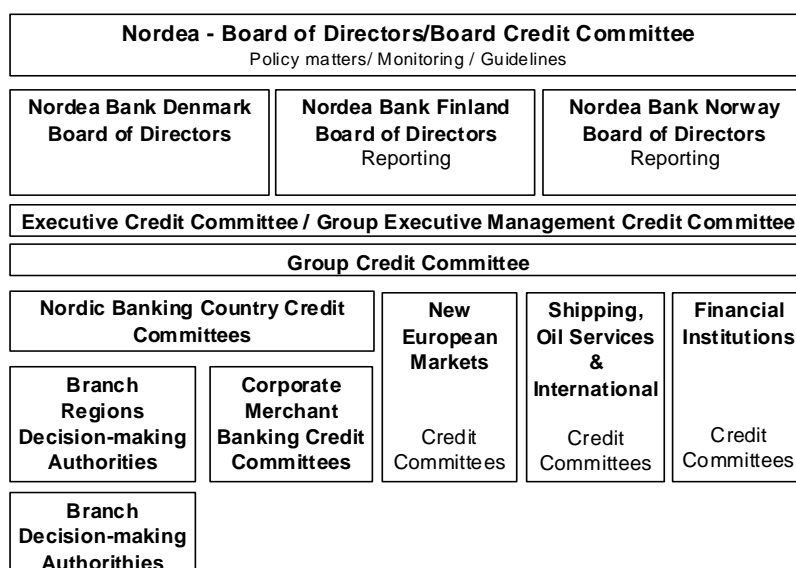 Nordea - Board of Directors/Board Credit Committee
Policy matters/ Monitoring / Guidelines
Nordea Bank Denmark
Board of Directors
Nordea Bank Finland
Board of Directors
Reporting
Nordea Bank Norway
Board of Directors
Reporting
Executive Credit Committee / Group Executive Management Credit Committee
Group Credit Committee
Nordic Banking Country Credit
Committees
New
European
Markets
Credit
Committees
Shipping,
Oil Services
&
International
Credit
Committees
Financial
Institutions
Credit
Committees
Branch
Regions
Decision-making
Authorities
Corporate
Merchant
Banking Credit
Committees
Branch
Decision-making
Authorithies